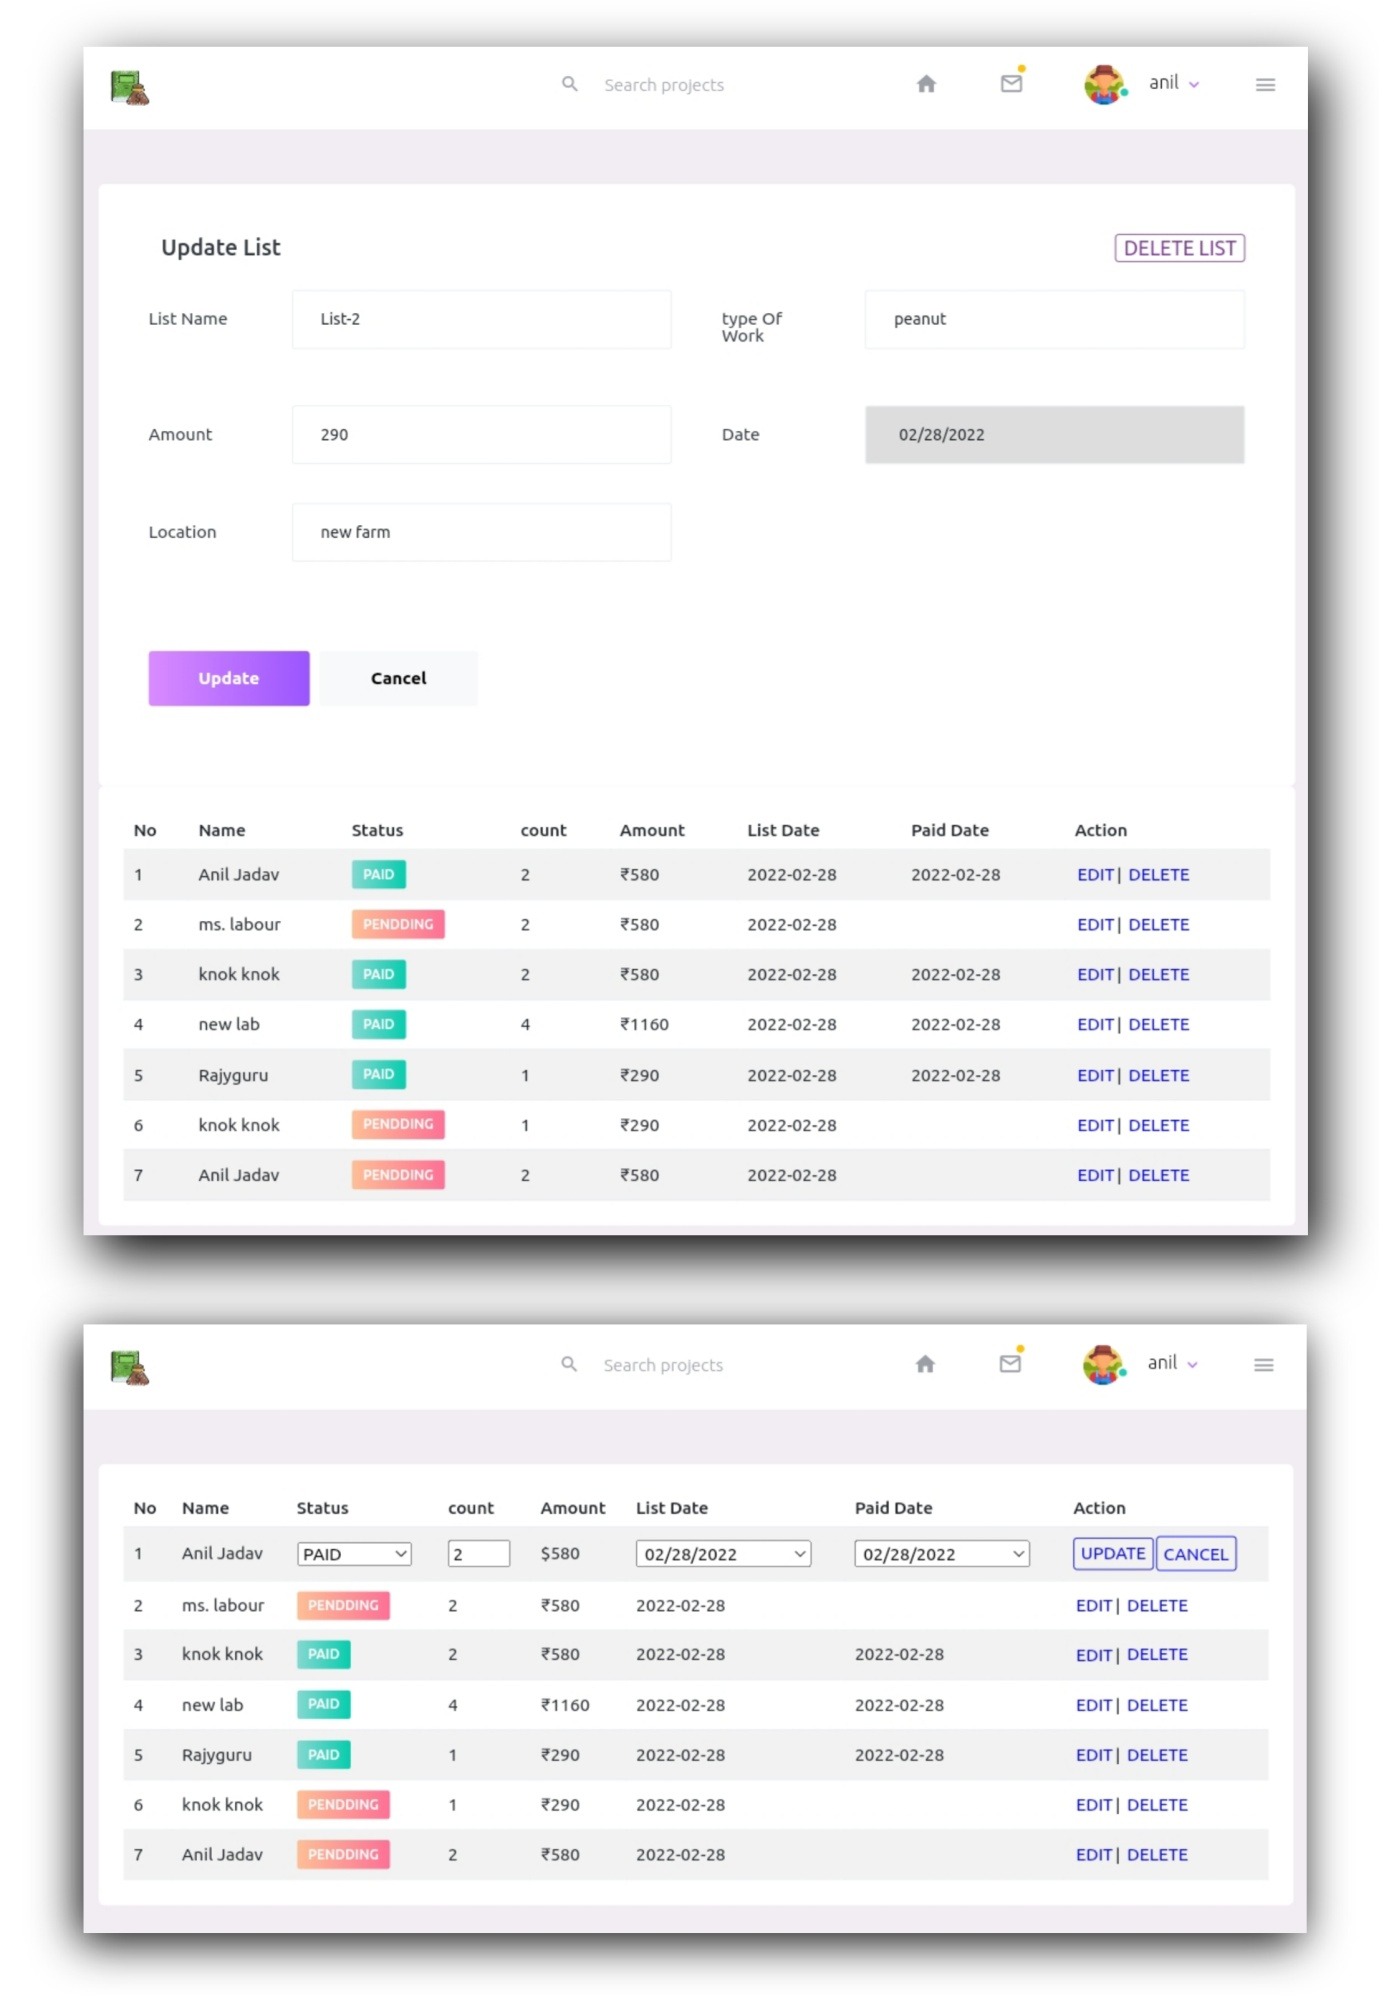 Search projects anil
Update List DELETE LIST
List Name List-2 type Of Work peanut
Amount 290 Date 02/28/2022
Location new farm
Update Cancel
No Name Status count Amount List Date Paid Date Action
1 Anil Jadav PAID 2 ₹580 2022-02-28 2022-02-28 EDIT| DELETE
2 ms. labour PENDDING 2 ₹580 2022-02-28 EDIT| DELETE
3 knok knok PAID 2 ₹580 2022-02-28 2022-02-28 EDIT| DELETE
4 new lab PAID 4 ₹1160 2022-02-28 2022-02-28 EDIT| DELETE
5 Rajyguru PAID 1 ₹290 2022-02-28 2022-02-28 EDIT| DELETE
6 knok knok PENDDING 1 ₹290 2022-02-28 EDIT| DELETE
7 Anil Jadav PENDDING 2 ₹580 2022-02-28 EDIT| DELETE
Search projects anil
No Name Status count Amount List Date Paid Date Action
1 Anil Jadav PAID 2 $580 02/28/2022 02/28/2022 UPDATE CANCEL
2 ms. labour PENDDING 2 ₹580 2022-02-28 EDIT| DELETE
3 knok knok PAID 2 ₹580 2022-02-28 2022-02-28 EDIT| DELETE
4 new lab PAID 4 ₹1160 2022-02-28 2022-02-28 EDIT| DELETE
5 Rajyguru PAID 1 ₹290 2022-02-28 2022-02-28 EDIT| DELETE
6 knok knok PENDDING 1 ₹290 2022-02-28 EDIT| DELETE
7 Anil Jadav PENDDING 2 ₹580 2022-02-28 EDIT| DELETE